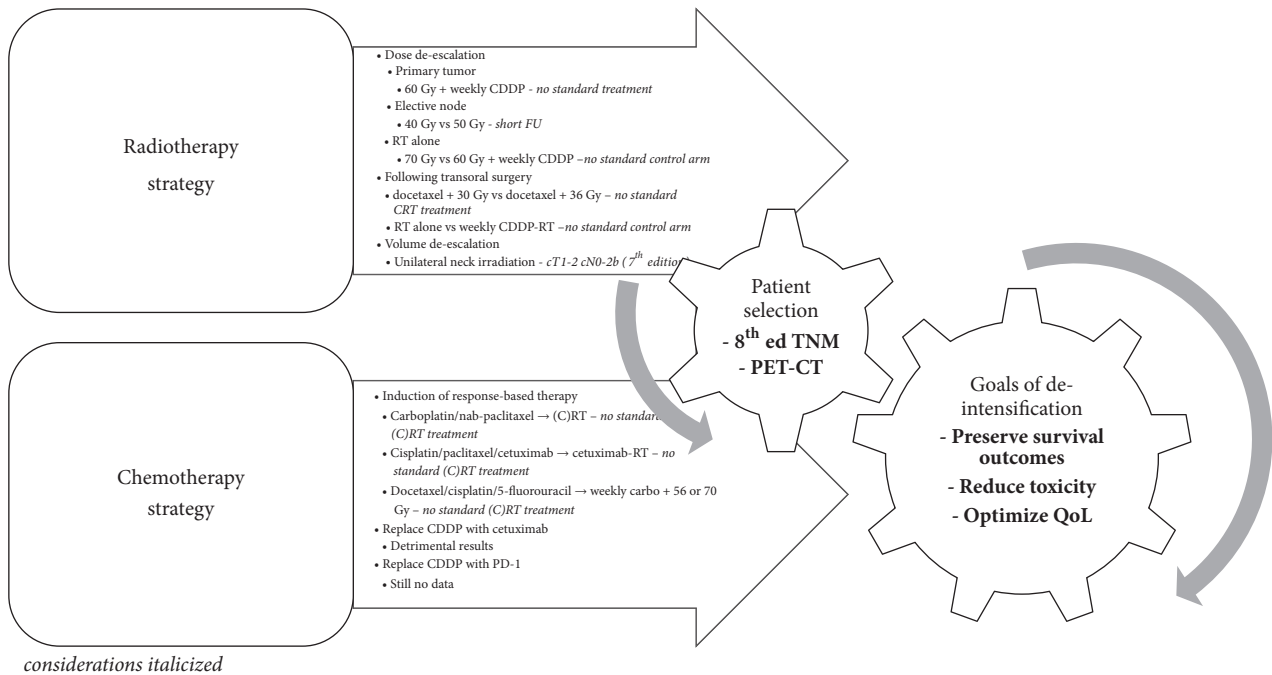 Radiotherapy
strategy
• Dose de-escalation
• Primary tumor
• 60 Gy + weekly CDDP - no standard treatment
• Elective node
• 40 Gy vs 50 Gy - short FU
• RT alone
• 70 Gy vs 60 Gy + weekly CDDP –no standard control arm
• Following transoral surgery
• docetaxel + 30 Gy vs docetaxel + 36 Gy – no standard
CRT treatment
• RT alone vs weekly CDDP-RT –no standard control arm
• Volume de-escalation
• Unilateral neck irradiation - cT1-2 cN0-2b (7th edition)
Chemotherapy
strategy
• Induction of response-based therapy
• Carboplatin/nab-paclitaxel → (C)RT – no standard
(C)RT treatment
• Cisplatin/paclitaxel/cetuximab → cetuximab-RT – no
standard (C)RT treatment
• Docetaxel/cisplatin/5-fluorouracil → weekly carbo + 56 or 70
Gy – no standard (C)RT treatment
• Replace CDDP with cetuximab
• Detrimental results
• Replace CDDP with PD-1
• Still no data
Patient
selection
- 8th ed TNM
- PET-CT
Goals of de-
intensification
- Preserve survival
outcomes
- Reduce toxicity
- Optimize QoL
considerations italicized